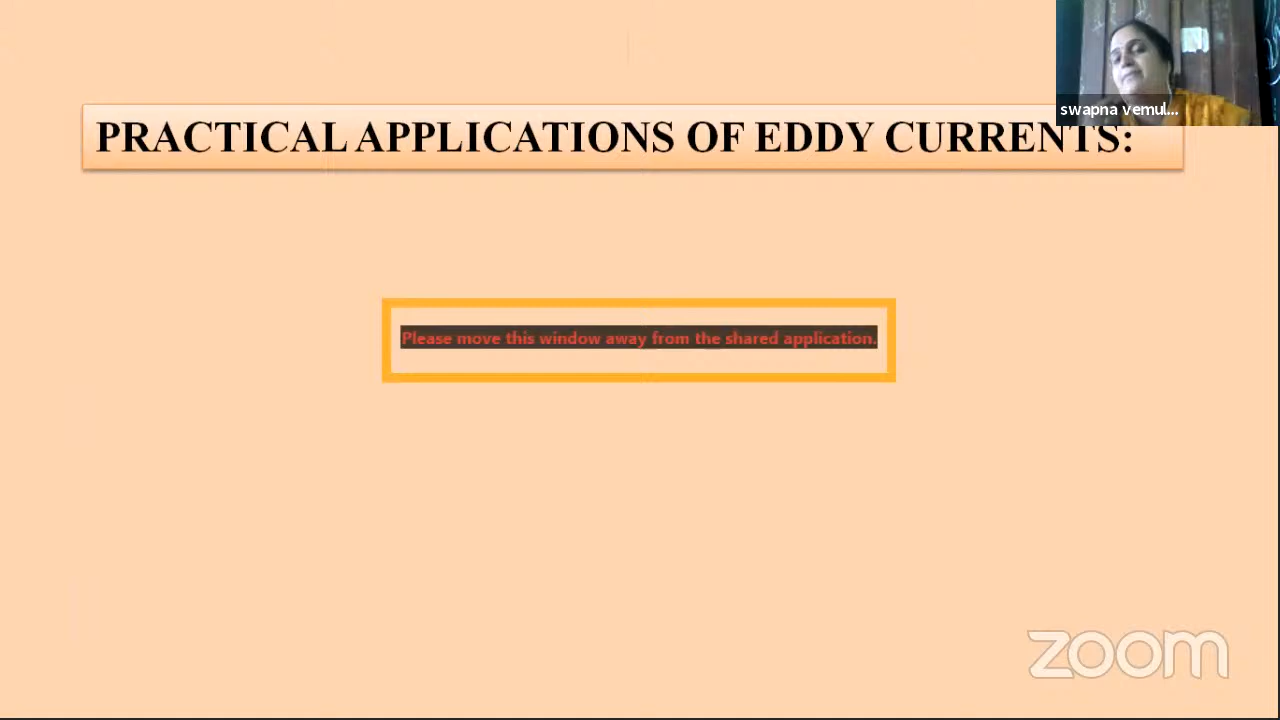 swapna vemul...
PRACTICAL APPLICATIONS OF EDDY CURRENTS:
Please move this window away from the shared application.
zoom